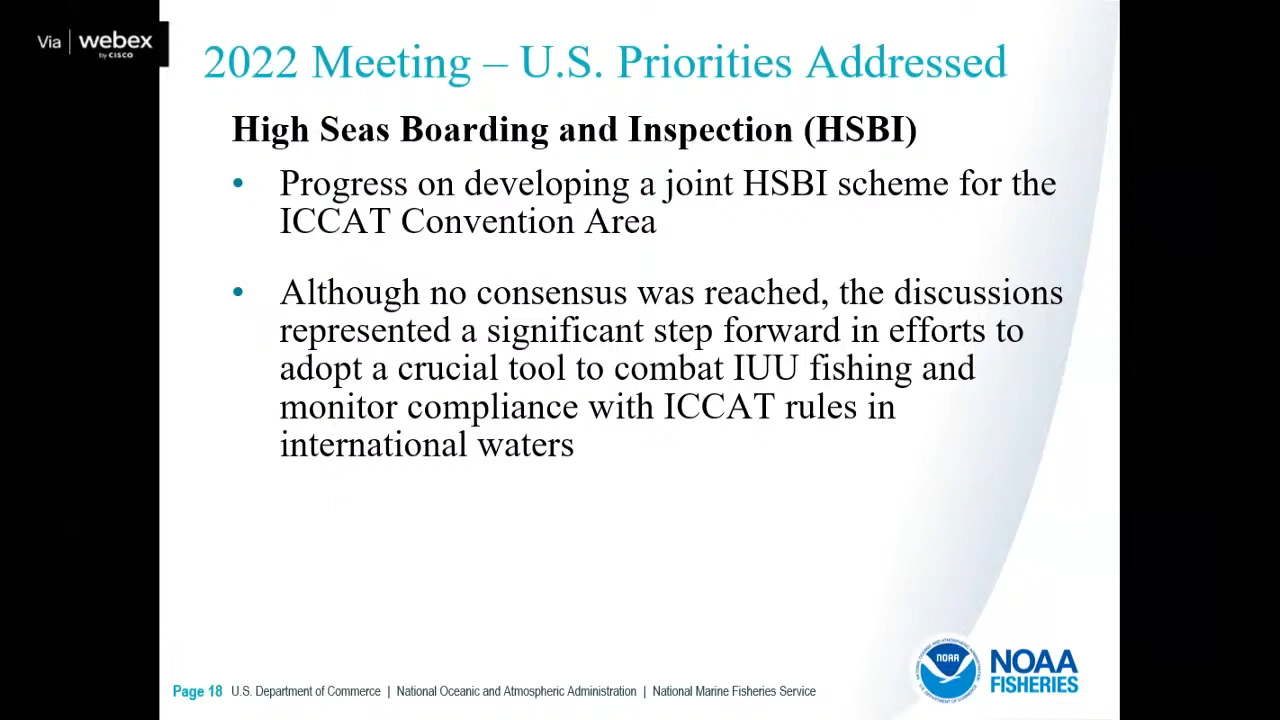 Via | webex
by CISCO
2022 Meeting – U.S. Priorities Addressed
High Seas Boarding and Inspection (HSBI)
• Progress on developing a joint HSBI scheme for the
ICCAT Convention Area
• Although no consensus was reached, the discussions
represented a significant step forward in efforts to
adopt a crucial tool to combat IUU fishing and
monitor compliance with ICCAT rules in
international waters
NOAA
NOAA
FISHERIES
Page 18 U.S. Department of Commerce | National Oceanic and Atmospheric Administration | National Marine Fisheries Service